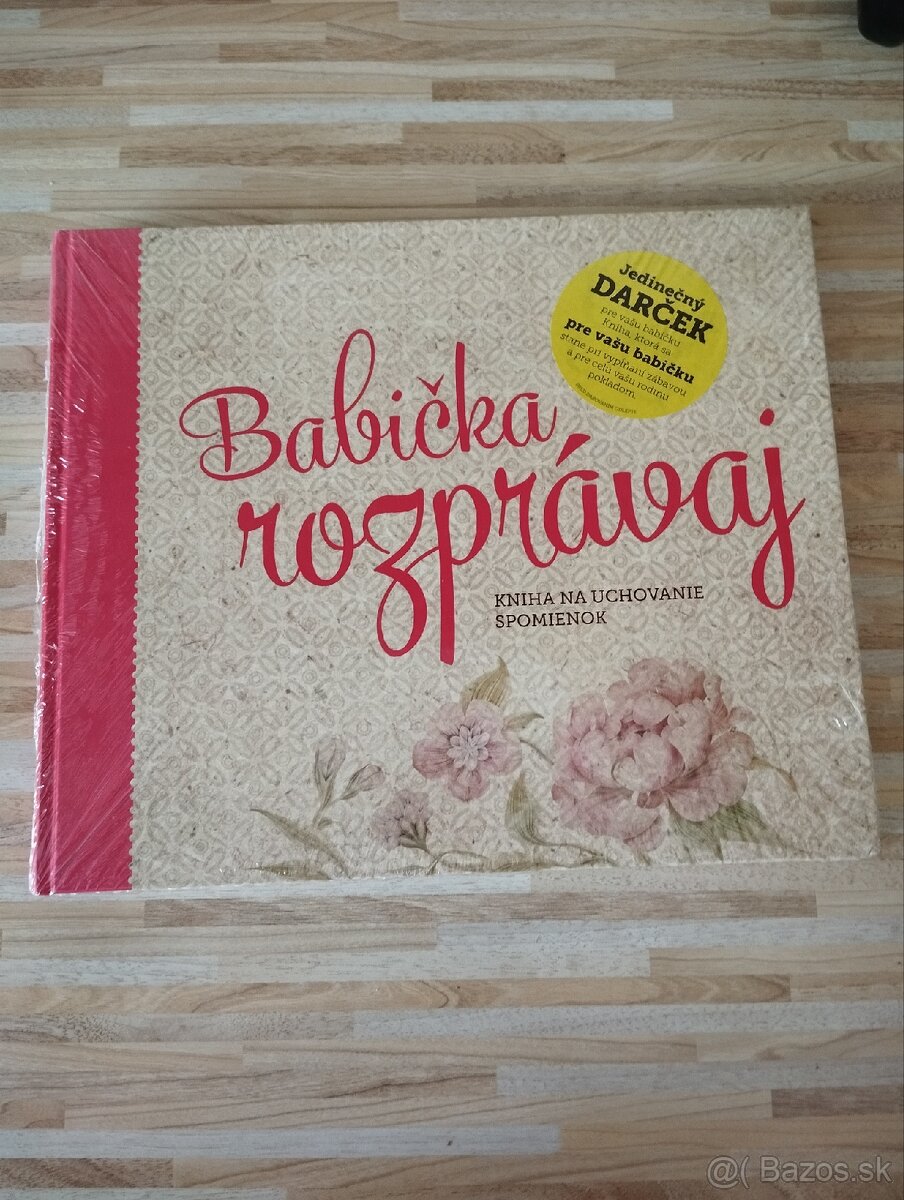 Jedinečný
DARČEK
pre vašu babičku
Kniha, ktorá sa
pre vašu babičku
stane pri vypĺňaní zábavou
a pre celú vašu rodinu
pokladom.
Babička
rozprávaj
KNIHA NA UCHOVANIE
SPOMIENOK
@( Bazos.sk